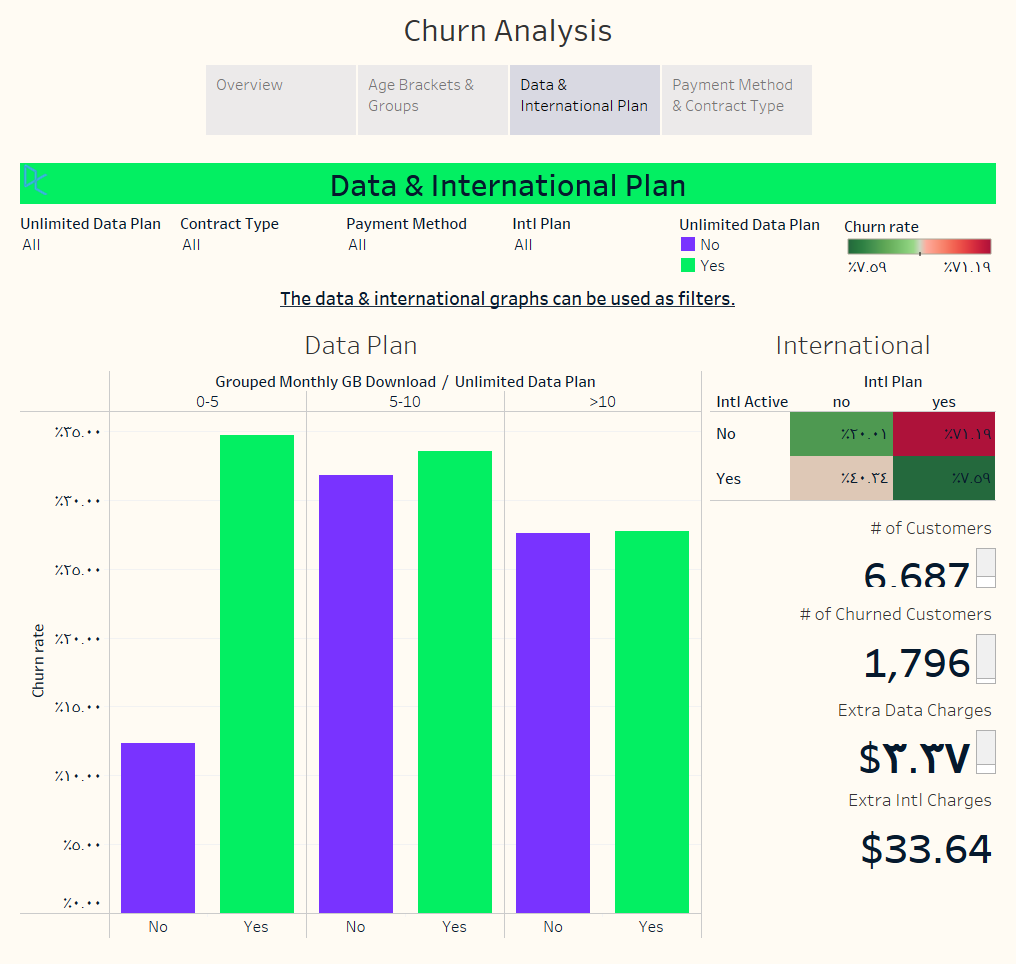 Churn Analysis
Overview
Age Brackets &
Groups
Data &
International Plan
Payment Method
& Contract Type
Data & International Plan
Unlimited Data Plan
All
Contract Type
All
Payment Method
All
Intl Plan
All
Unlimited Data Plan
No
Yes
Churn rate
٪٧.٥٩ ٪٧١.١٩
The data & international graphs can be used as filters.
Data Plan
Grouped Monthly GB Download / Unlimited Data Plan
0-5 5-10 >10
Churn rate
٪٣٥.٠٠
٪٣٠.٠٠
٪٢٥.٠٠
٪٢٠.٠٠
٪١٥.٠٠
٪١٠.٠٠
٪٥.٠٠
٪٠.٠٠
No Yes No Yes No Yes
International
Intl Plan
Intl Active no yes
No ٪٢٠.٠١ ٪٧١.١٩
Yes ٪٤٠.٣٤ ٪٧.٥٩
# of Customers
6,687
# of Churned Customers
1,796
Extra Data Charges
$٣.٣٧
Extra Intl Charges
$33.64